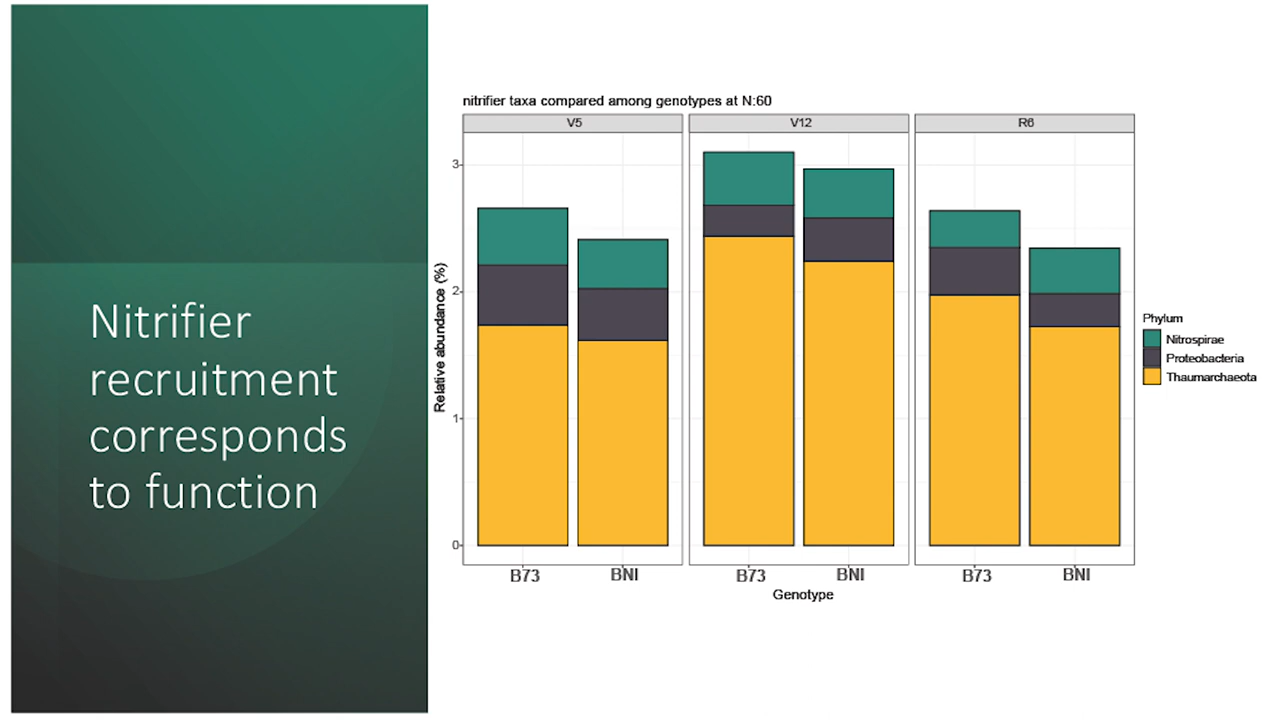 Nitrifier
recruitment
corresponds
to function
nitrifier taxa compared among genotypes at N:60
V5 V12 R6
Relative abundance (%)
3
2
1
0
B73 BNI B73 BNI B73 BNI
Genotype
Phylum
Nitrospirae
Proteobacteria
Thaumarchaeota